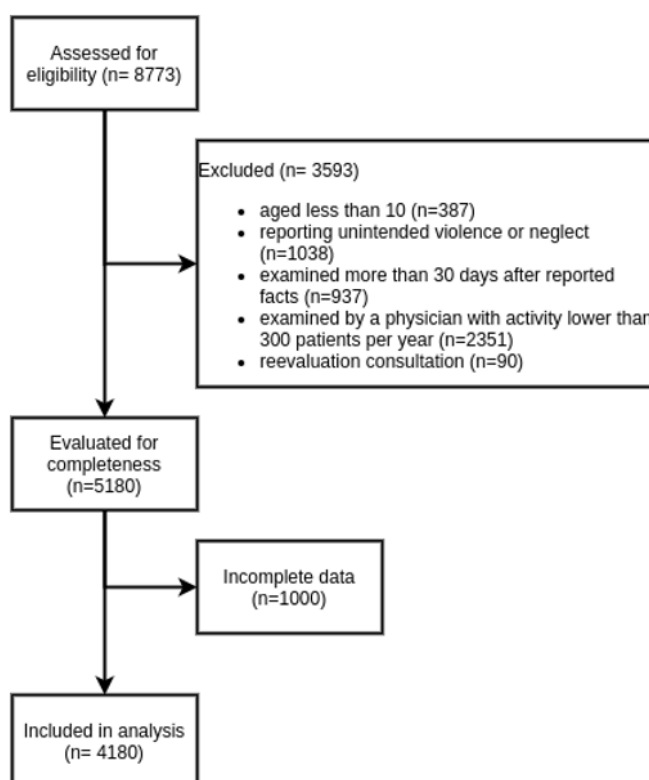 Assessed for
eligibility (n= 8773)
Excluded (n= 3593)
• aged less than 10 (n=387)
• reporting unintended violence or neglect
(n=1038)
• examined more than 30 days after reported
facts (n=937)
• examined by a physician with activity lower than
300 patients per year (n=2351)
• reevaluation consultation (n=90)
Evaluated for
completeness
(n=5180)
Incomplete data
(n=1000)
Included in analysis
(n= 4180)